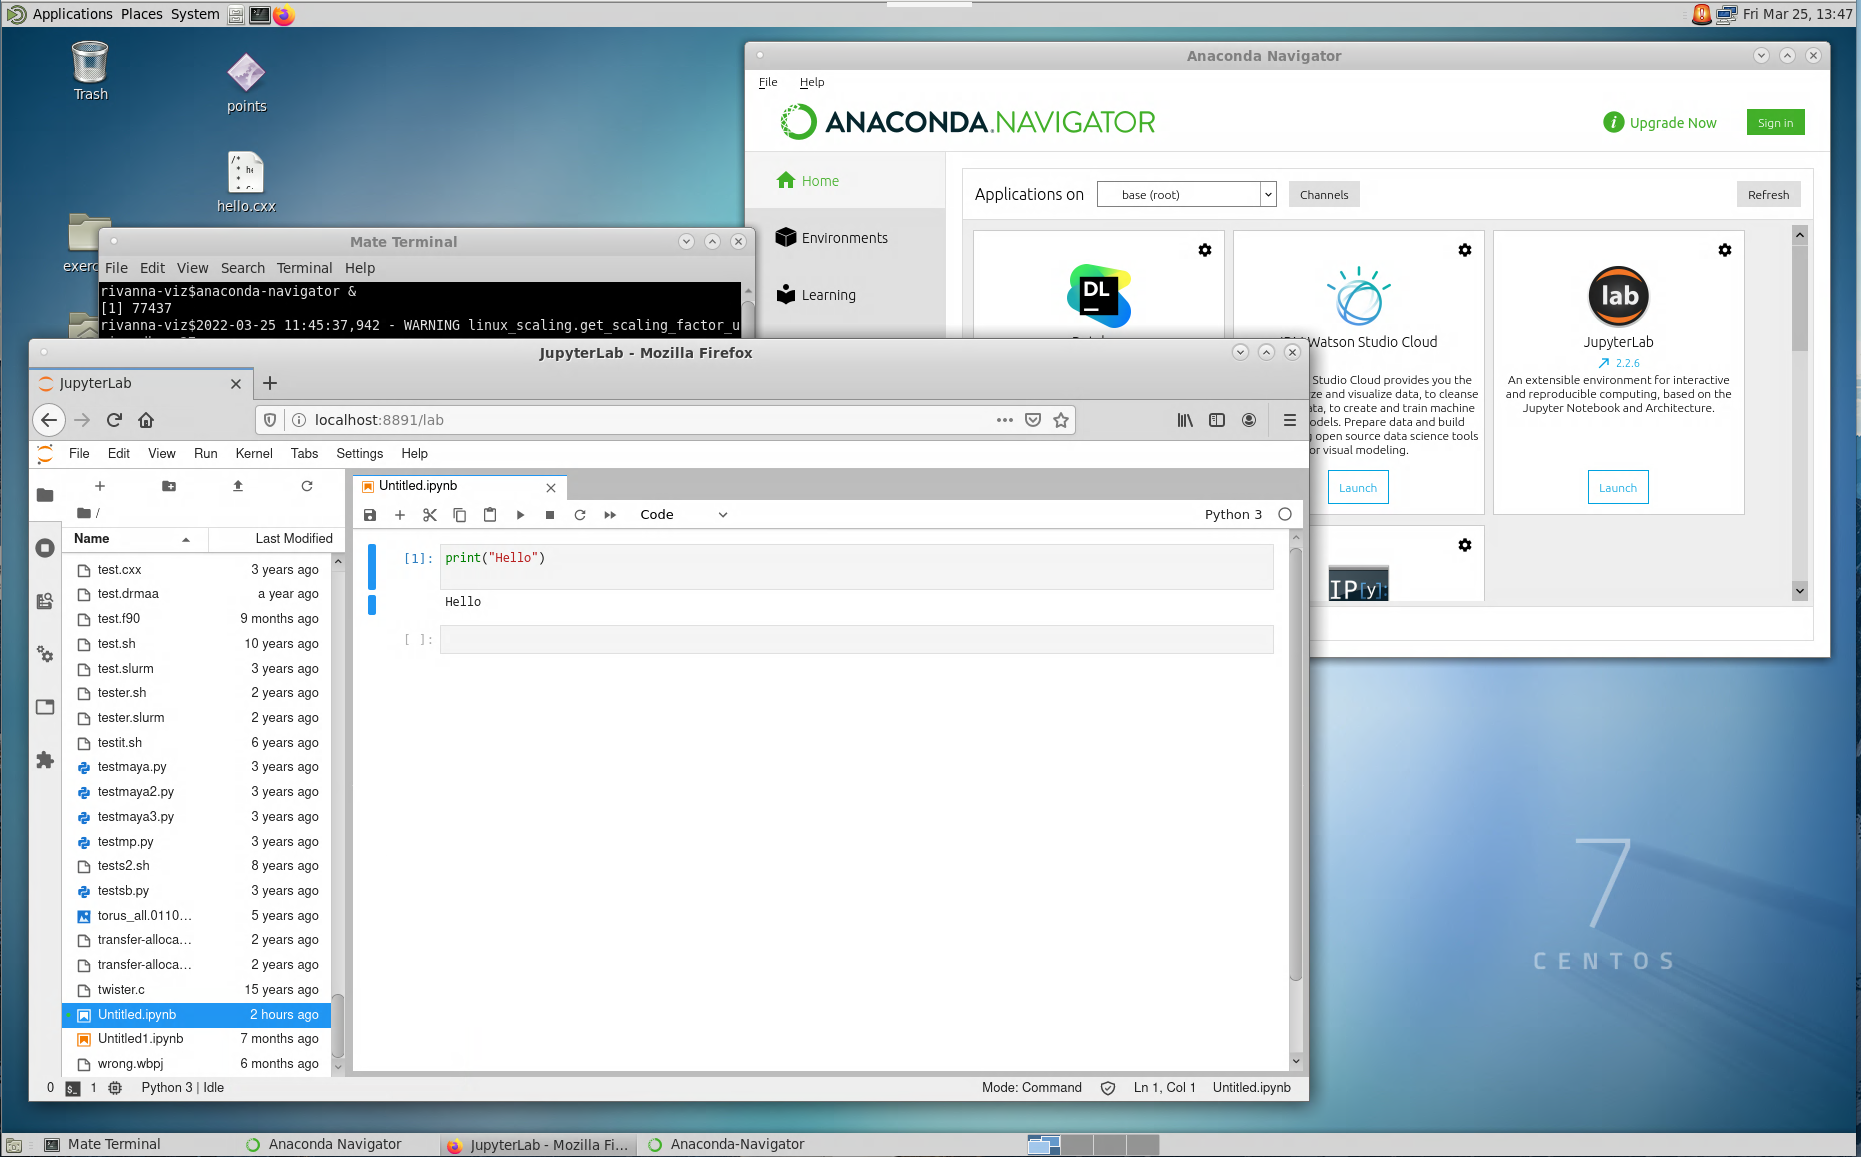 Applications Places System
Fri Mar 25, 13:47
Trash
points
/*
* he
*
hello.cxx
Anaconda Navigator
File Help
ANACONDA.NAVIGATOR
i Upgrade Now
Sign in
Home
Environments
Learning
Applications on
base (root)
Channels
Refresh
DL
IBM Watson Studio Cloud
Studio Cloud provides you the
and visualize data, to cleanse
to create and train machine
Prepare data and build
open source data science tools
or visual modeling.
Launch
lab
JupyterLab
2.2.6
An extensible environment for interactive
and reproducible computing, based on the
Jupyter Notebook and Architecture.
Launch
IP[y]:
Mate Terminal
File Edit View Search Terminal Help
rivanna-viz$anaconda-navigator &
[1] 77437
rivanna-viz$2022-03-25 11:45:37,942 - WARNING linux_scaling.get_scaling_factor_u
JupyterLab - Mozilla Firefox
JupyterLab
localhost:8891/lab
File Edit View Run Kernel Tabs Settings Help
/
Name Last Modified
test.cxx 3 years ago
test.drmaa a year ago
test.f90 9 months ago
test.sh 10 years ago
test.slurm 3 years ago
tester.sh 2 years ago
tester.slurm 2 years ago
testit.sh 6 years ago
testmaya.py 3 years ago
testmaya2.py 3 years ago
testmaya3.py 3 years ago
testmp.py 3 years ago
tests2.sh 8 years ago
testsb.py 3 years ago
torus_all.0110... 5 years ago
transfer-alloca... 2 years ago
transfer-alloca... 2 years ago
twister.c 15 years ago
Untitled.ipynb 2 hours ago
Untitled1.ipynb 7 months ago
wrong.wbpj 6 months ago
Untitled.ipynb
Code
Python 3
[1]: print("Hello")
Hello
[ ]:
0 1 Python 3 | Idle
Mode: Command Ln 1, Col 1 Untitled.ipynb
7
CENTOS
Mate Terminal
Anaconda Navigator
JupyterLab - Mozilla Fi...
Anaconda-Navigator